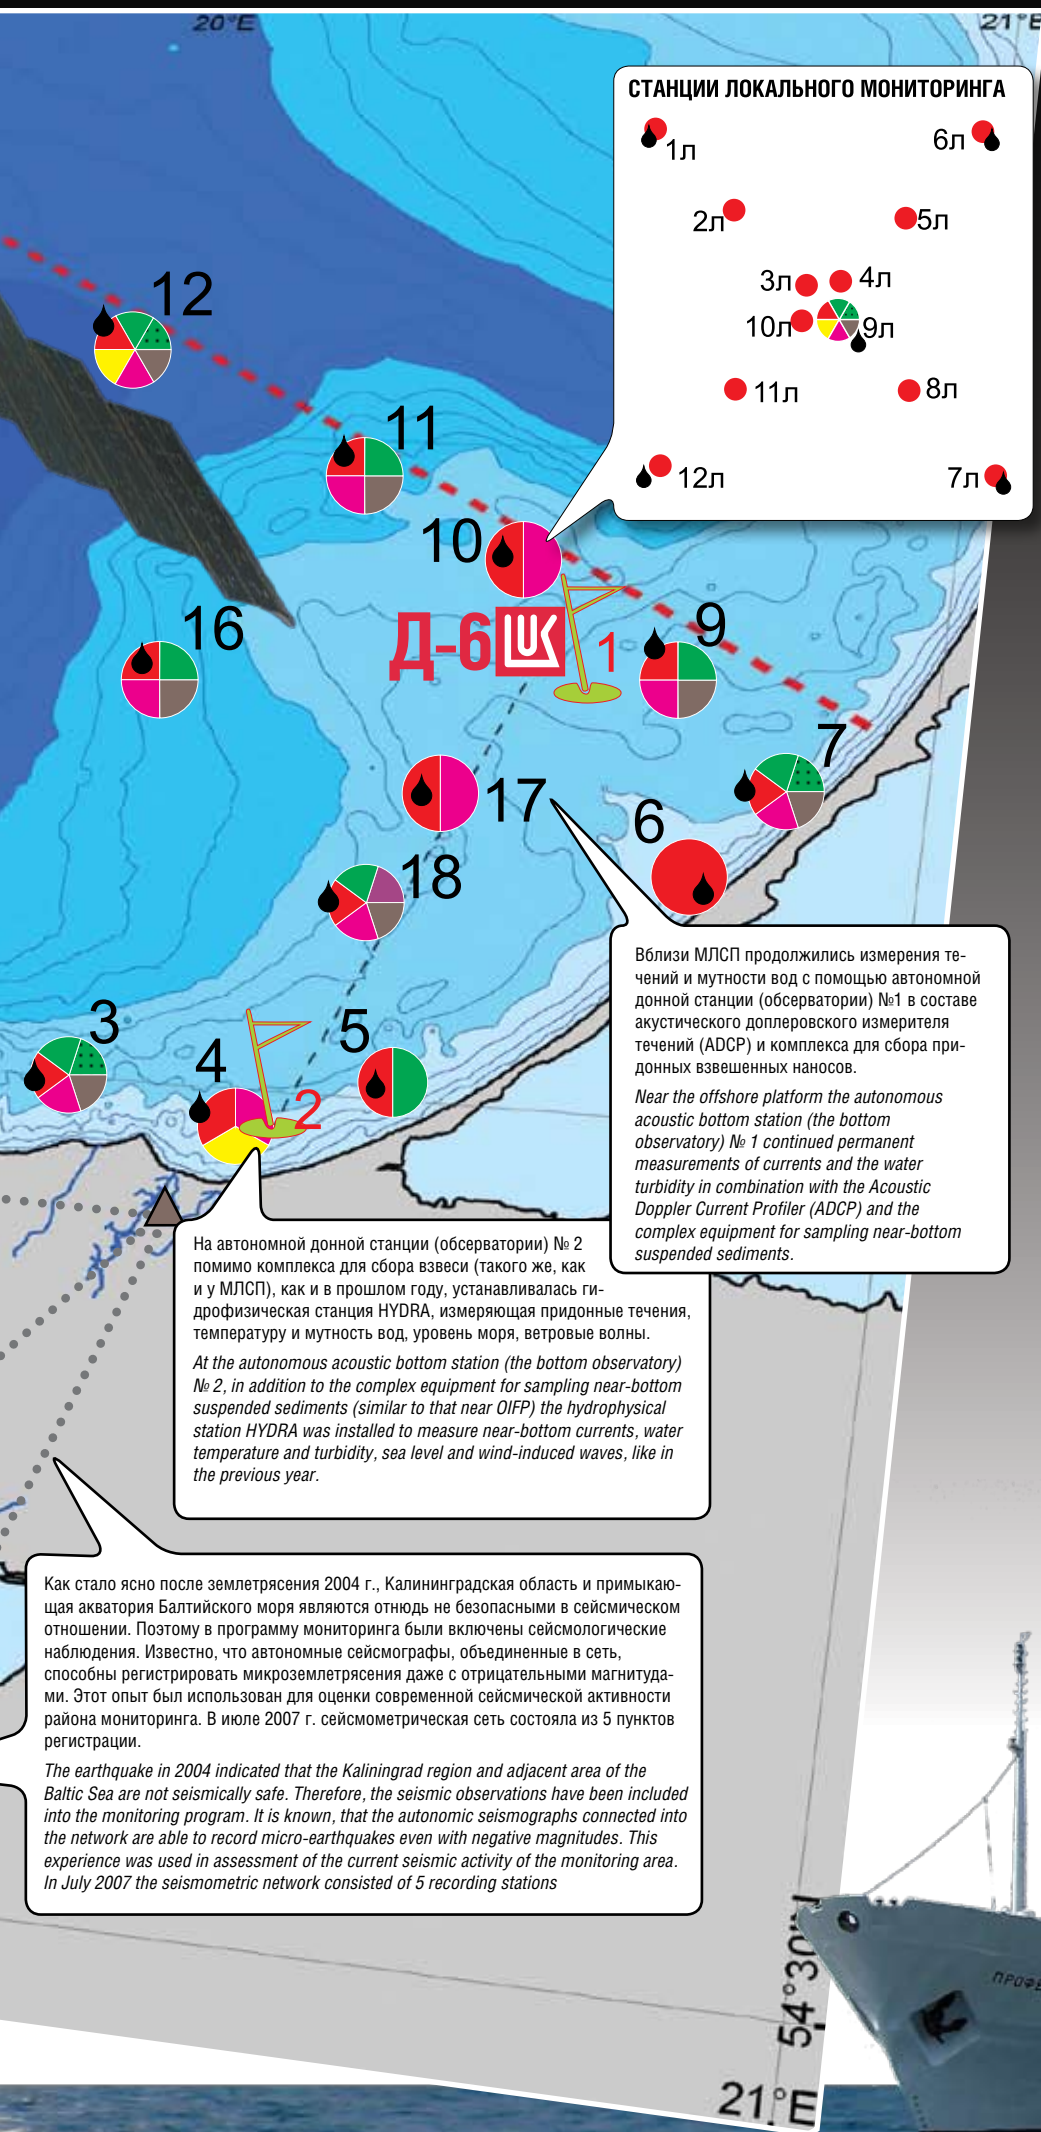 20°E
21°E
СТАНЦИИ ЛОКАЛЬНОГО МОНИТОРИНГА
1л
6л
2л
5л
3л
4л
10л
9л
11л
8л
12л
7л
12
11
10
Д-6
LUK
1
9
16
7
17
6
18
3
4
5
2
Вблизи МЛСП продолжились измерения те-
чений и мутности вод с помощью автономной
донной станции (обсерватории) №1 в составе
акустического доплеровского измерителя
течений (ADCP) и комплекса для сбора при-
донных взвешенных наносов.
Near the offshore platform the autonomous
acoustic bottom station (the bottom
observatory) № 1 continued permanent
measurements of currents and the water
turbidity in combination with the Acoustic
Doppler Current Profiler (ADCP) and the
complex equipment for sampling near-bottom
suspended sediments.
На автономной донной станции (обсерватории) № 2
помимо комплекса для сбора взвеси (такого же, как
и у МЛСП), как и в прошлом году, устанавливалась ги-
дрофизическая станция HYDRA, измеряющая придонные течения,
температуру и мутность вод, уровень моря, ветровые волны.
At the autonomous acoustic bottom station (the bottom observatory)
№ 2, in addition to the complex equipment for sampling near-bottom
suspended sediments (similar to that near OIFP) the hydrophysical
station HYDRA was installed to measure near-bottom currents, water
temperature and turbidity, sea level and wind-induced waves, like in
the previous year.
Как стало ясно после землетрясения 2004 г., Калининградская область и примыкаю-
щая акватория Балтийского моря являются отнюдь не безопасными в сейсмическом
отношении. Поэтому в программу мониторинга были включены сейсмологические
наблюдения. Известно, что автономные сейсмографы, объединенные в сеть,
способны регистрировать микроземлетрясения даже с отрицательными магнитуда-
ми. Этот опыт был использован для оценки современной сейсмической активности
района мониторинга. В июле 2007 г. сейсмометрическая сеть состояла из 5 пунктов
регистрации.
The earthquake in 2004 indicated that the Kaliningrad region and adjacent area of the
Baltic Sea are not seismically safe. Therefore, the seismic observations have been included
into the monitoring program. It is known, that the autonomic seismographs connected into
the network are able to record micro-earthquakes even with negative magnitudes. This
experience was used in assessment of the current seismic activity of the monitoring area.
In July 2007 the seismometric network consisted of 5 recording stations
54°30'N
ПРОФЕ
21°E